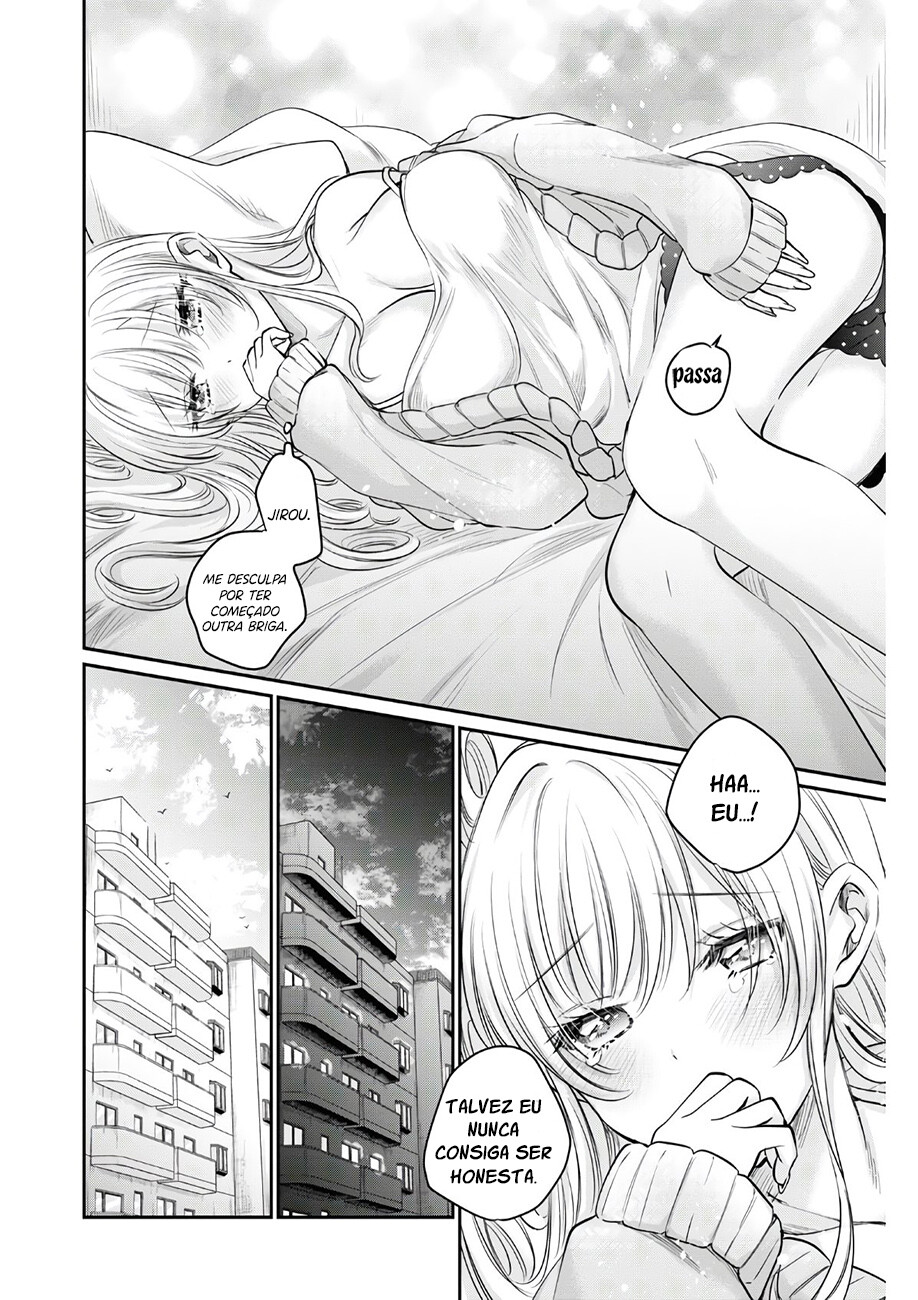 passa
JIROU.
ME DESCULPA
POR TER
COMEÇADO
OUTRA BRIGA.
HAA...
EU...!
TALVEZ EU
NUNCA
CONSIGA SER
HONESTA.